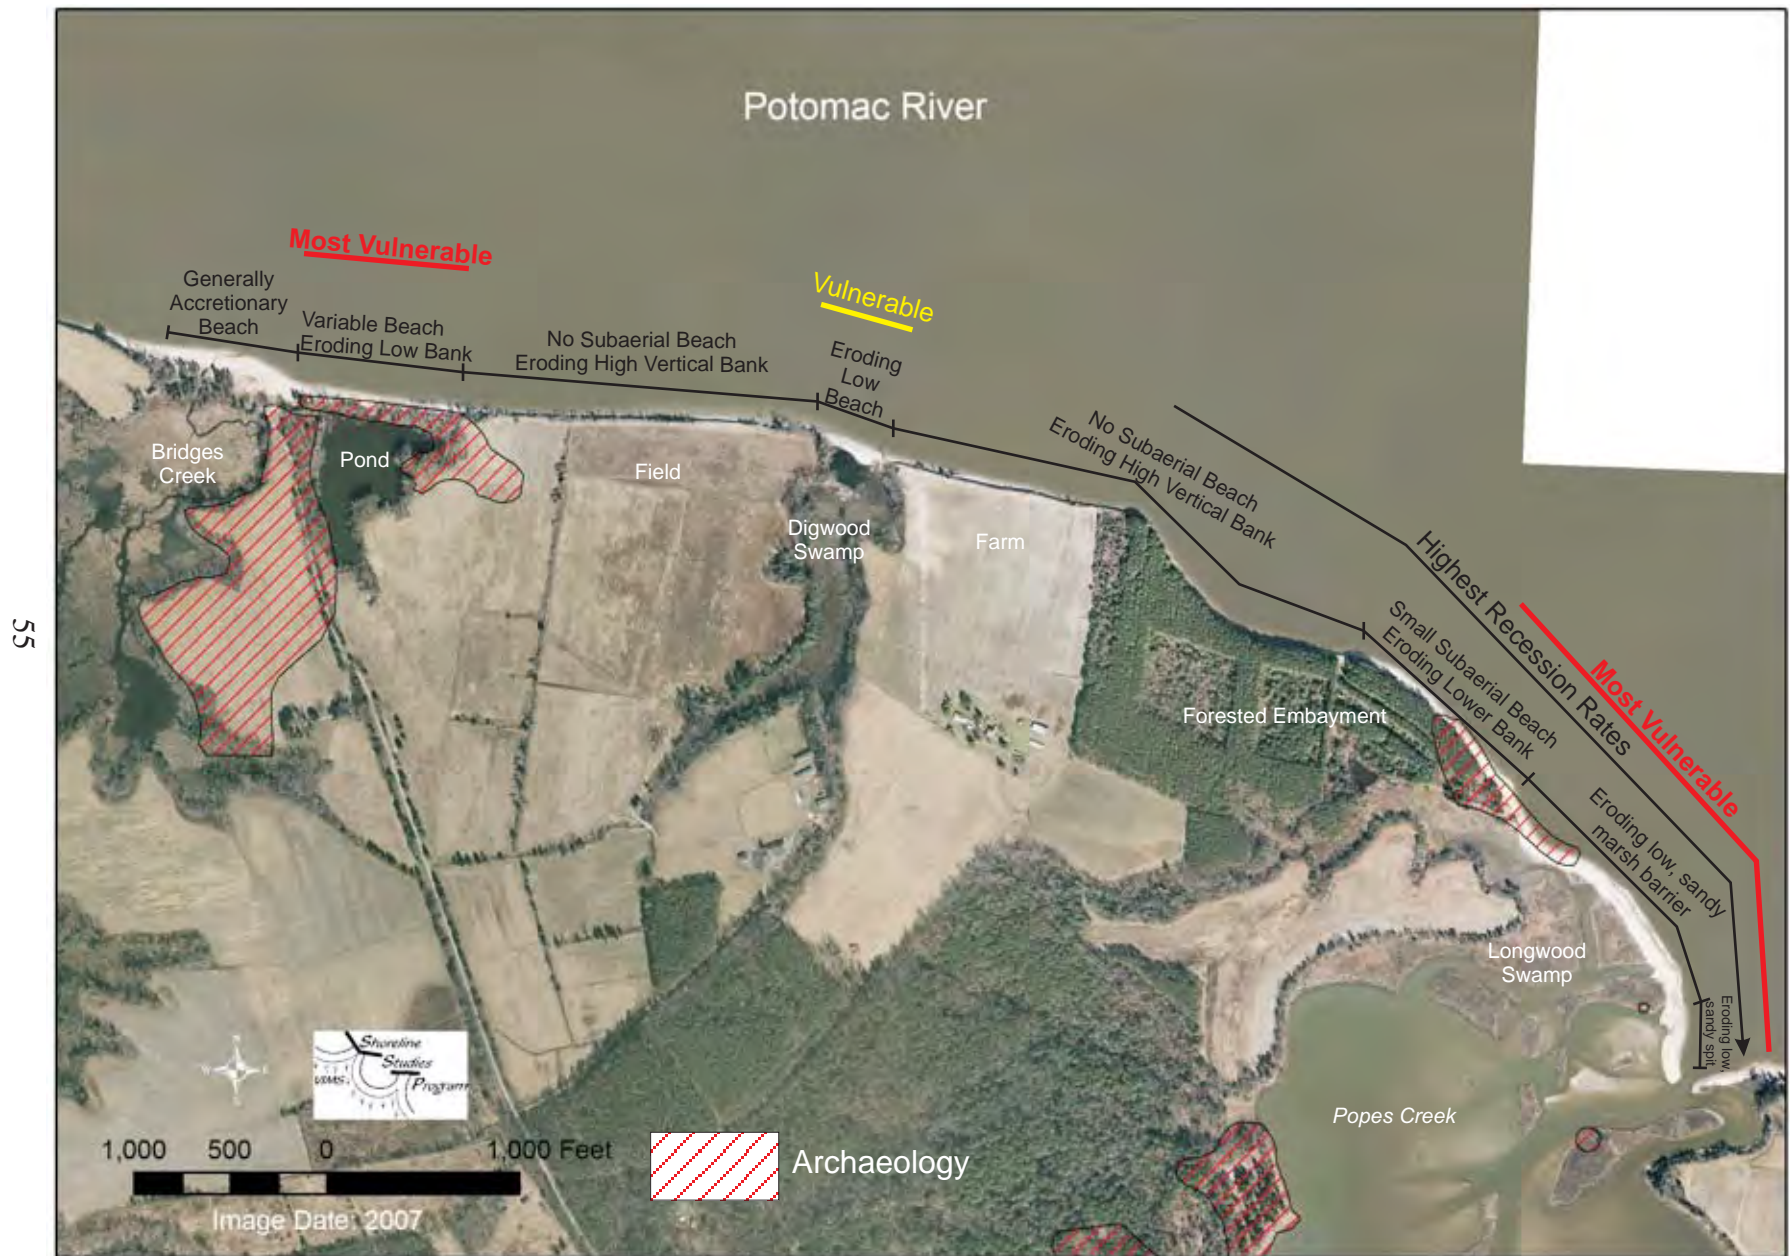 Potomac River
Most Vulnerable
Generally
Accretionary
Beach
Variable Beach
Eroding Low Bank
No Subaerial Beach
Eroding High Vertical Bank
Vulnerable
Eroding
Low
Beach
No Subaerial Beach
Eroding High Vertical Bank
Highest Recession Rates
Most Vulnerable
Small Subaerial Beach
Eroding Lower Bank
Eroding low, sandy
marsh barrier
Eroding low,
sandy spit
Bridges
Creek
Pond
Field
Digwood
Swamp
Farm
Forested Embayment
Longwood
Swamp
Popes Creek
55
Shoreline
Studies
Program
VIMS
1,000 500 0 1,000 Feet
Image Date: 2007
Archaeology